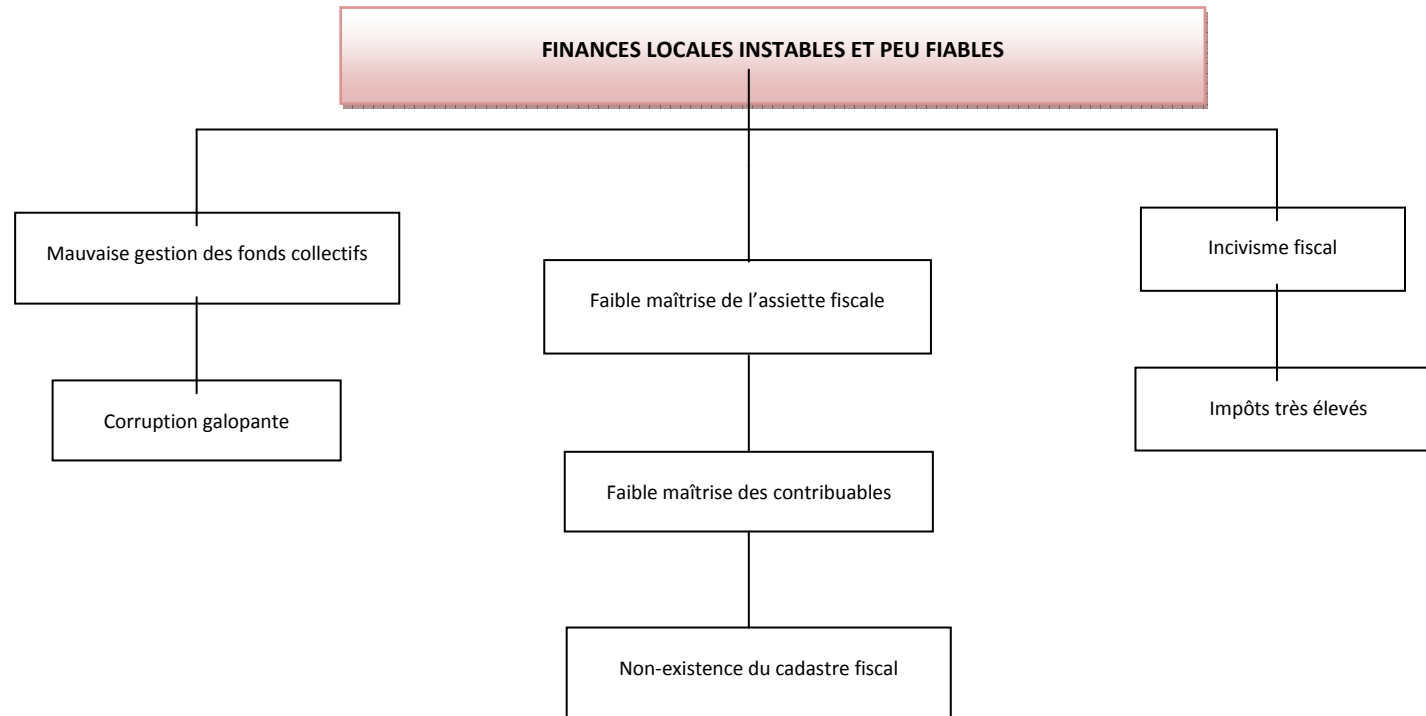 FINANCES LOCALES INSTABLES ET PEU FIABLES
Mauvaise gestion des fonds collectifs
Incivisme fiscal
Faible maîtrise de l’assiette fiscale
Corruption galopante
Impôts très élevés
Faible maîtrise des contribuables
Non-existence du cadastre fiscal